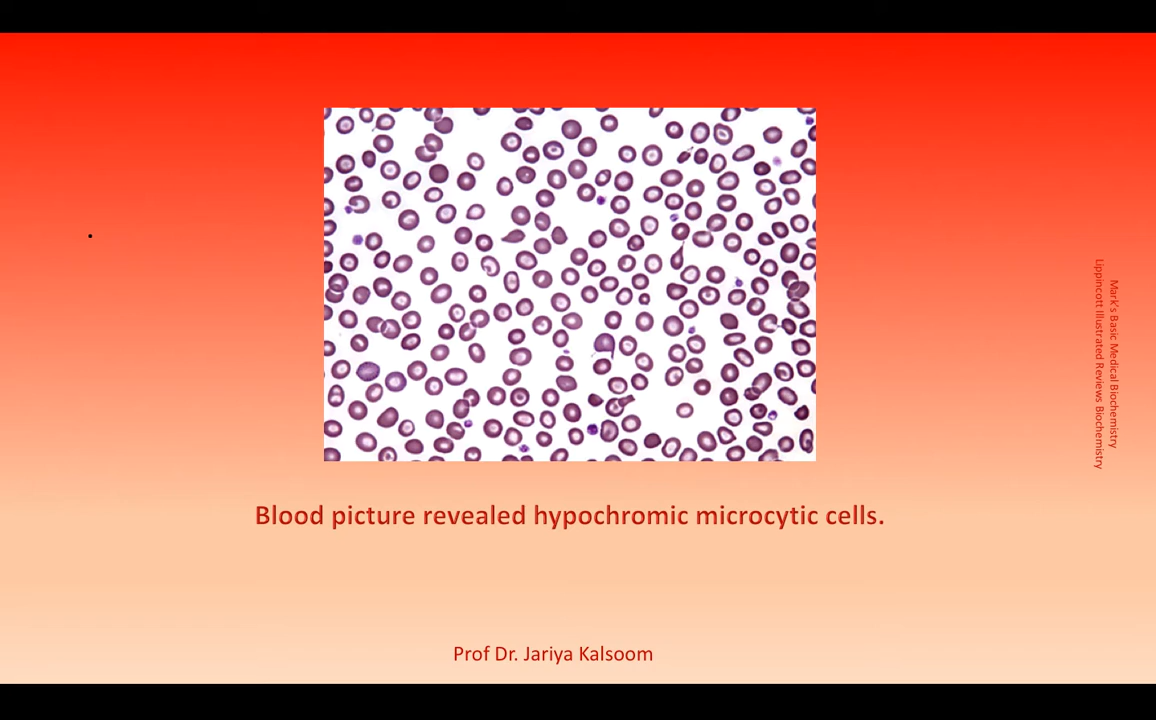 Blood picture revealed hypochromic microcytic cells.
Prof Dr. Jariya Kalsoom
Mark's Basic Medical Biochemistry
Lippincott Illustrated Reviews Biochemistry